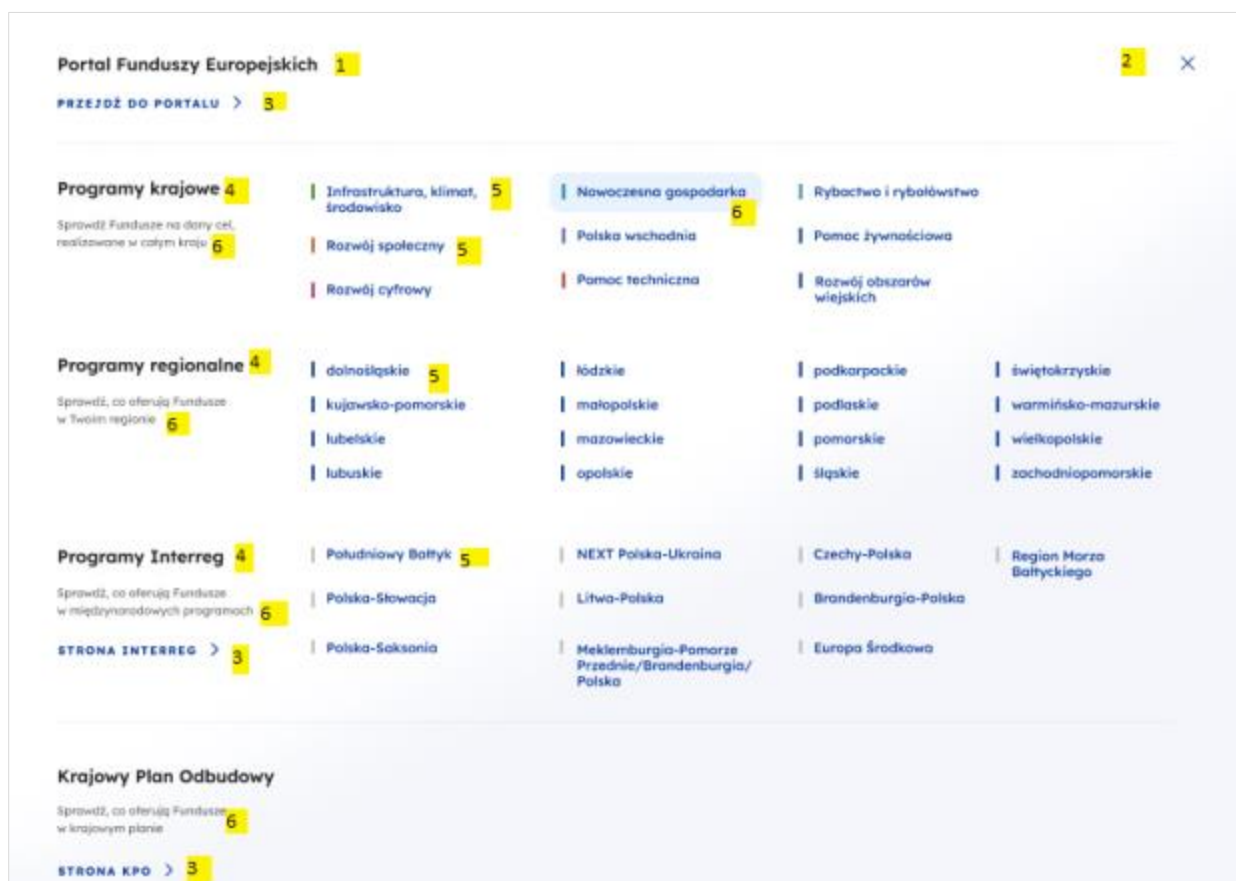 Portal Funduszy Europejskich 1
2
PRZEJDŹ DO PORTALU > 3
Programy krajowe 4
Sprawdź Fundusze na dany cel,
realizowane w całym kraju 6
Infrastruktura, klimat, 5
środowisko
Rozwój społeczny 5
Rozwój cyfrowy
Nowoczesna gospodarka
6
Polska wschodnia
Pomoc techniczna
Rybactwo i rybołówstwo
Pomoc żywnościowa
Rozwój obszarów
wiejskich
Programy regionalne 4
Sprawdź, co oferują Fundusze
w Twoim regionie 6
dolnośląskie 5
kujawsko-pomorskie
lubelskie
lubuskie
łódzkie
małopolskie
mazowieckie
opolskie
podkarpackie
podlaskie
pomorskie
śląskie
świętokrzyskie
warmińsko-mazurskie
wielkopolskie
zachodniopomorskie
Programy Interreg 4
Sprawdź, co oferują Fundusze
w międzynarodowych programach 6
STRONA INTERREG > 3
Południowy Bałtyk 5
Polska-Słowacja
Polska-Saksonia
NEXT Polska-Ukraina
Litwa-Polska
Meklemburgia-Pomorze
Przednie/Brandenburgia/
Polska
Czechy-Polska
Brandenburgia-Polska
Europa Środkowa
Region Morza
Bałtyckiego
Krajowy Plan Odbudowy
Sprawdź, co oferują Fundusze
w krajowym planie 6
STRONA KPO > 3